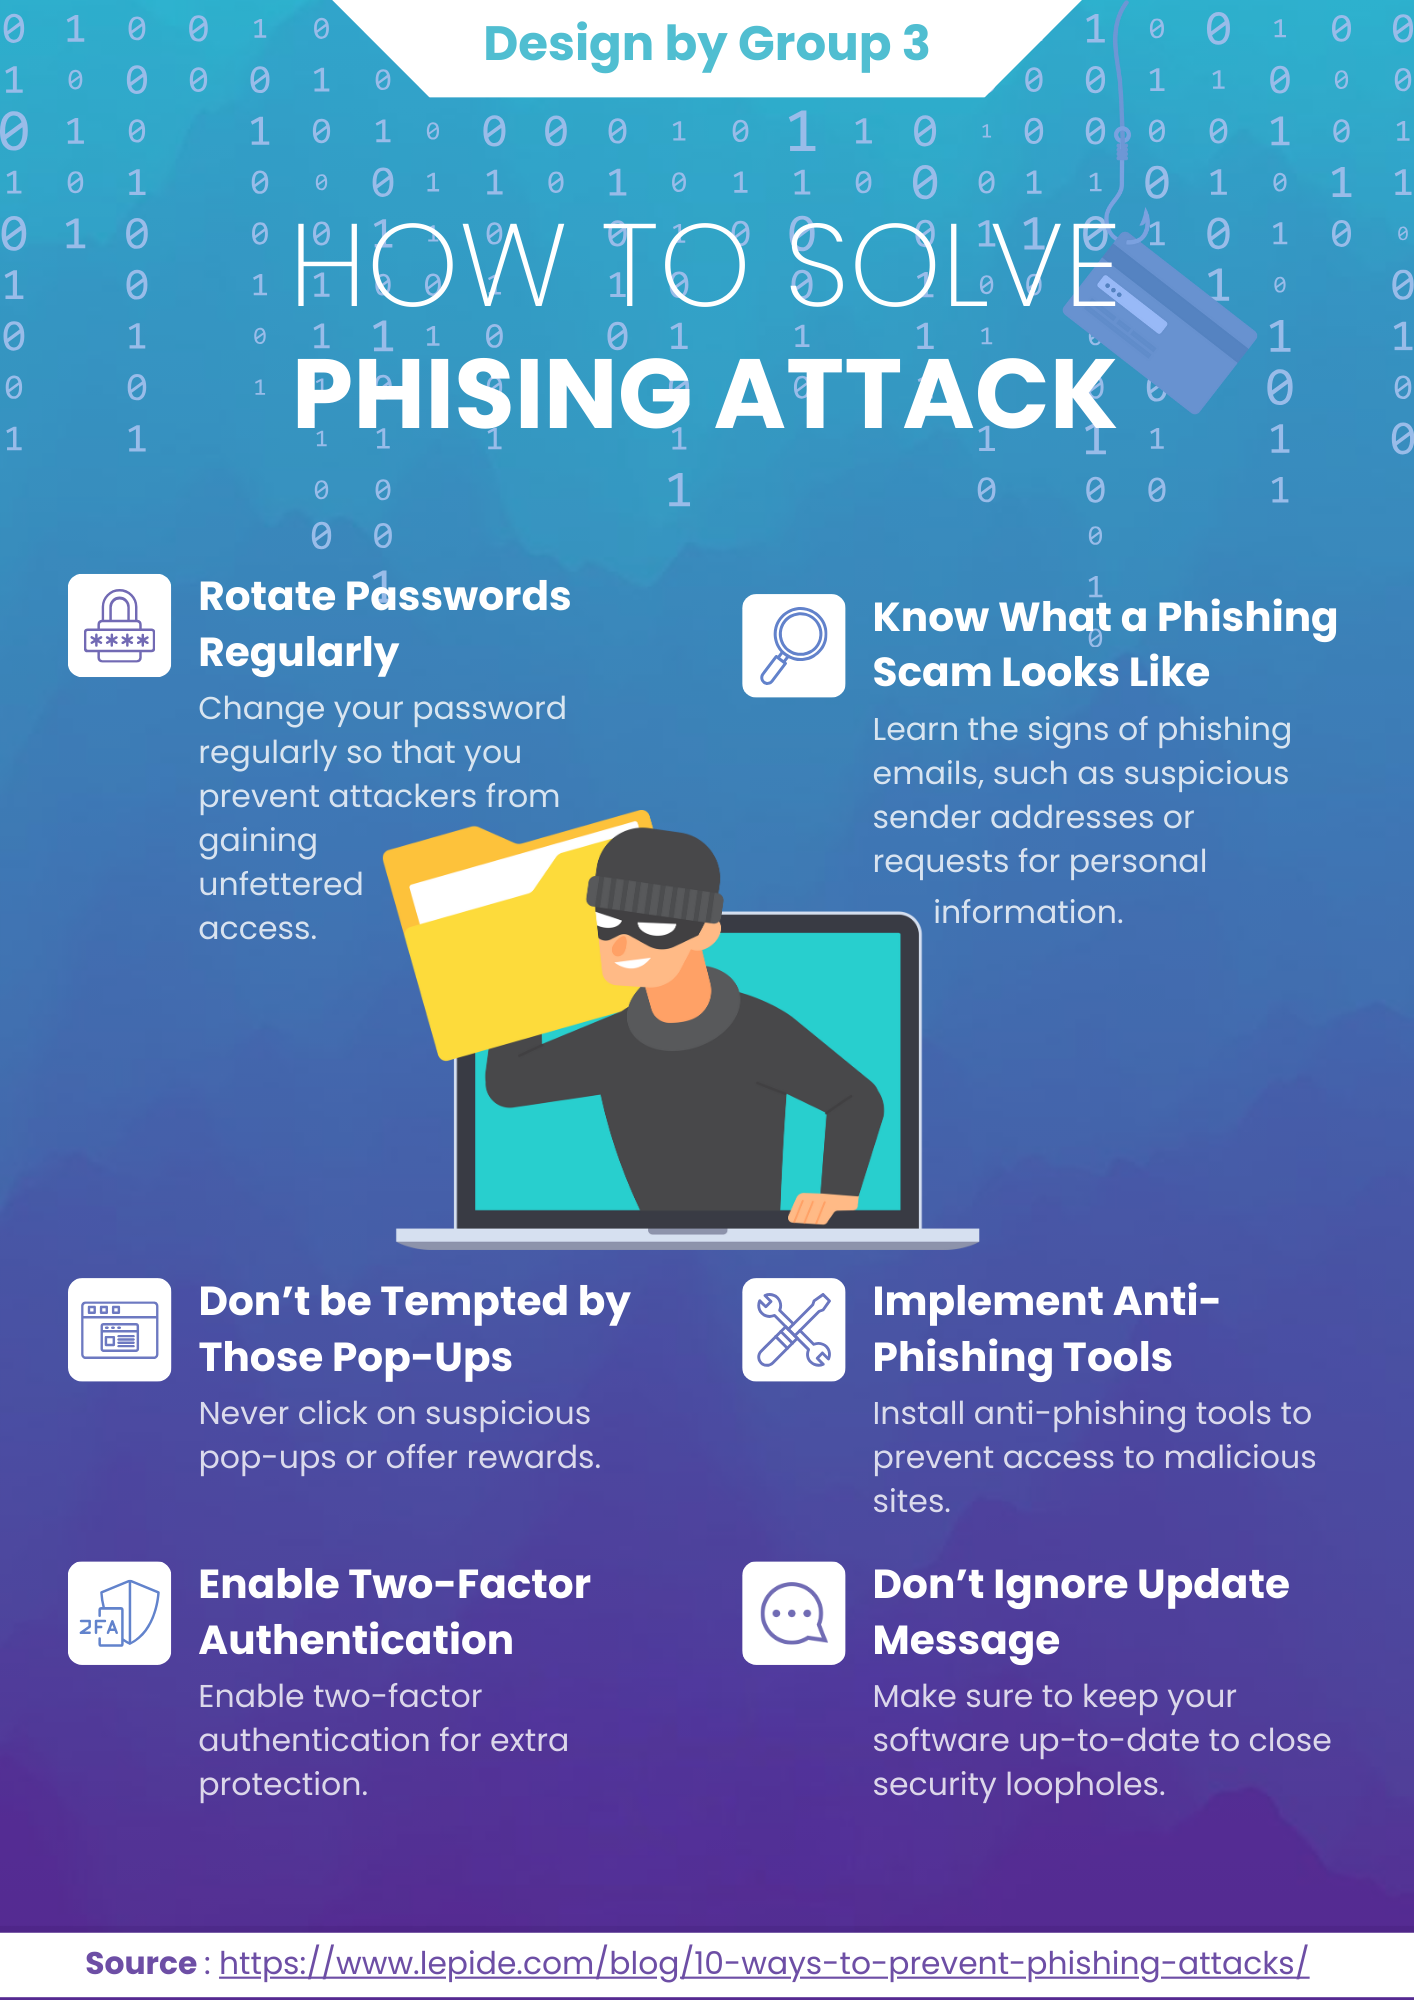 Design by Group 3
HOW TO SOLVE
PHISING ATTACK
Rotate Passwords
Regularly
Change your password
regularly so that you
prevent attackers from
gaining
unfettered
access.
Know What a Phishing
Scam Looks Like
Learn the signs of phishing
emails, such as suspicious
sender addresses or
requests for personal
information.
Don't be Tempted by
Those Pop-Ups
Never click on suspicious
pop-ups or offer rewards.
Implement Anti-
Phishing Tools
Install anti-phishing tools to
prevent access to malicious
sites.
2FA
Enable Two-Factor
Authentication
Enable two-factor
authentication for extra
protection.
Don't Ignore Update
Message
Make sure to keep your
software up-to-date to close
security loopholes.
Source : https://www.lepide.com/blog/10-ways-to-prevent-phishing-attacks/